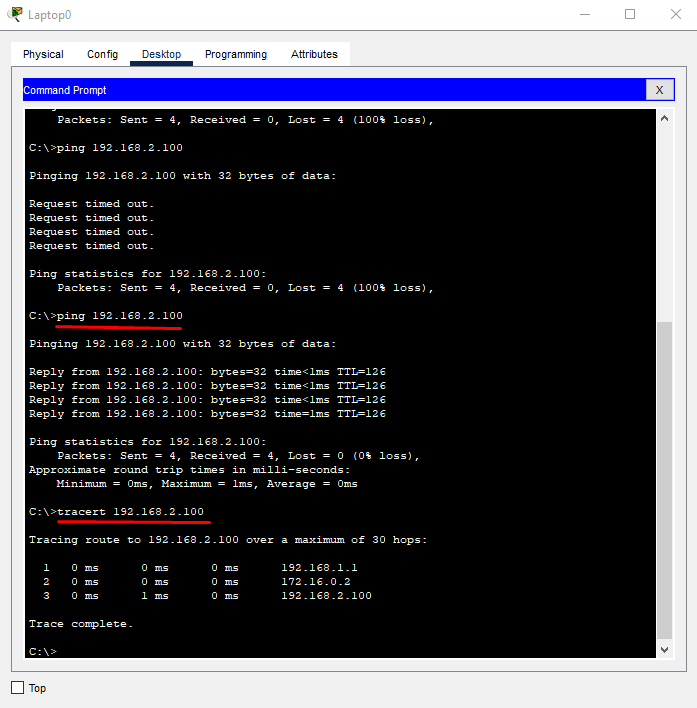 Laptop0
Physical Config Desktop Programming Attributes
Command Prompt X
Packets: Sent = 4, Received = 0, Lost = 4 (100% loss),
C:\>ping 192.168.2.100
Pinging 192.168.2.100 with 32 bytes of data:
Request timed out.
Request timed out.
Request timed out.
Request timed out.
Ping statistics for 192.168.2.100:
Packets: Sent = 4, Received = 0, Lost = 4 (100% loss),
C:\>ping 192.168.2.100
Pinging 192.168.2.100 with 32 bytes of data:
Reply from 192.168.2.100: bytes=32 time<1ms TTL=126
Reply from 192.168.2.100: bytes=32 time<1ms TTL=126
Reply from 192.168.2.100: bytes=32 time<1ms TTL=126
Reply from 192.168.2.100: bytes=32 time=1ms TTL=126
Ping statistics for 192.168.2.100:
Packets: Sent = 4, Received = 4, Lost = 0 (0% loss),
Approximate round trip times in milli-seconds:
Minimum = 0ms, Maximum = 1ms, Average = 0ms
C:\>tracert 192.168.2.100
Tracing route to 192.168.2.100 over a maximum of 30 hops:
1 0 ms 0 ms 0 ms 192.168.1.1
2 0 ms 0 ms 0 ms 172.16.0.2
3 0 ms 1 ms 0 ms 192.168.2.100
Trace complete.
C:\>
Top